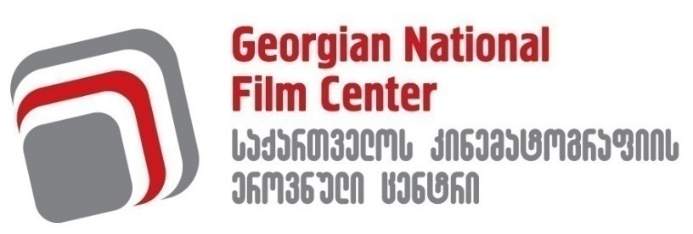 Georgian National
Film Center
საქართველოს კინემატოგრაფიის
ეროვნული ცენტრი